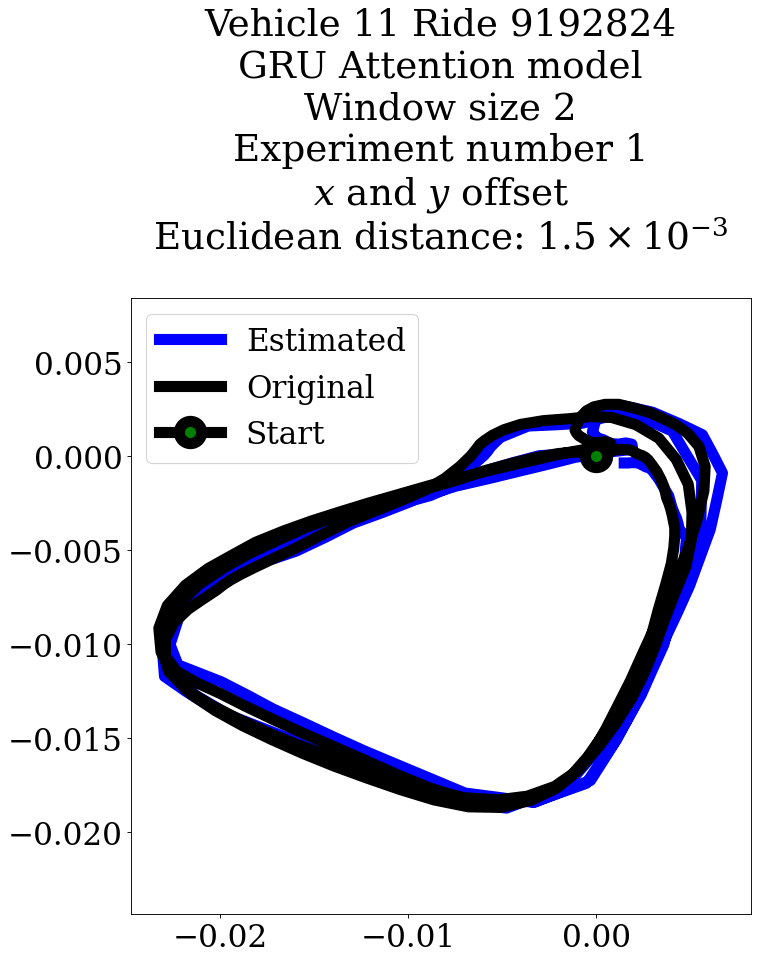 Vehicle 11 Ride 9192824
GRU Attention model
Window size 2
Experiment number 1
x and y offset
Euclidean distance: 1.5 × 10⁻³
Estimated
Original
Start
0.005
0.000
−0.005
−0.010
−0.015
−0.020
−0.02 −0.01 0.00